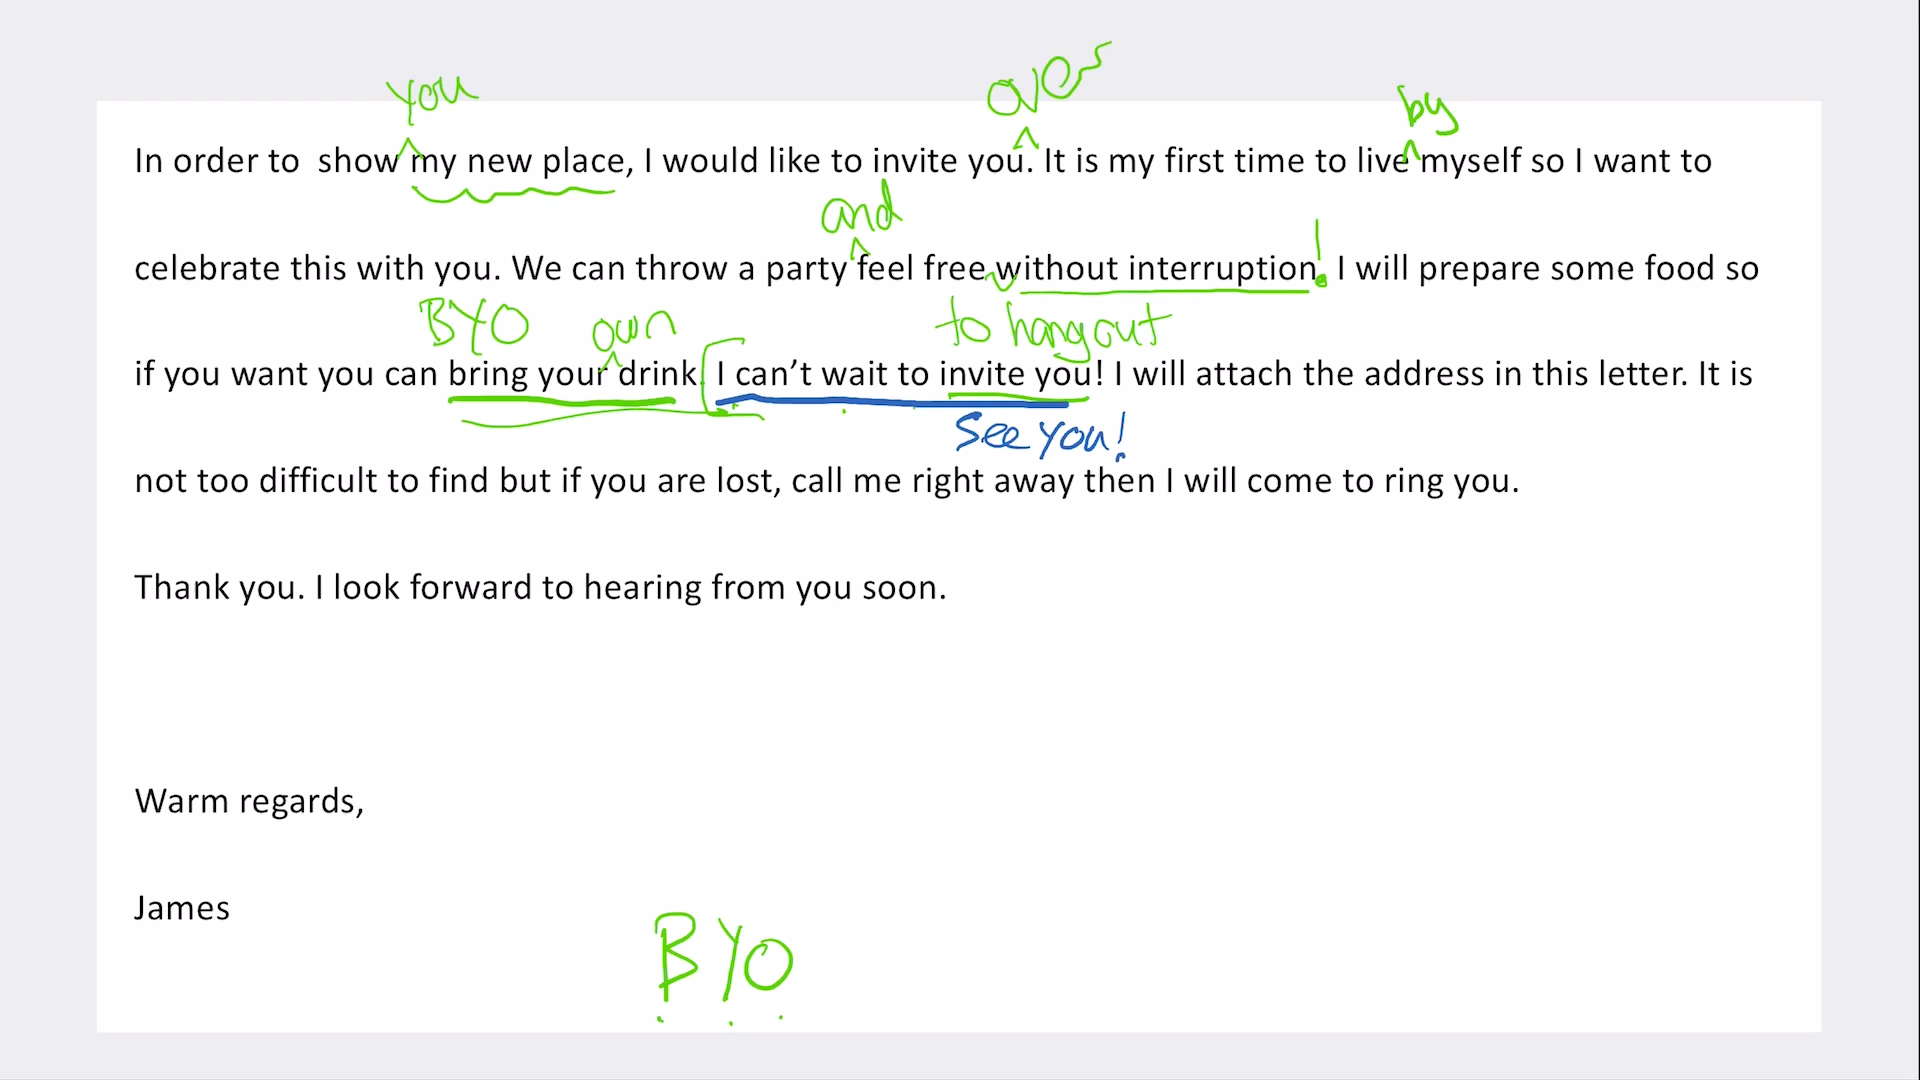 you over by
In order to show my new place, I would like to invite you. It is my first time to live myself so I want to
and
celebrate this with you. We can throw a party feel free without interruption! I will prepare some food so
BYO own to hang out
if you want you can bring your drink. I can’t wait to invite you! I will attach the address in this letter. It is
See you!
not too difficult to find but if you are lost, call me right away then I will come to ring you.
Thank you. I look forward to hearing from you soon.
Warm regards,
James
BYO